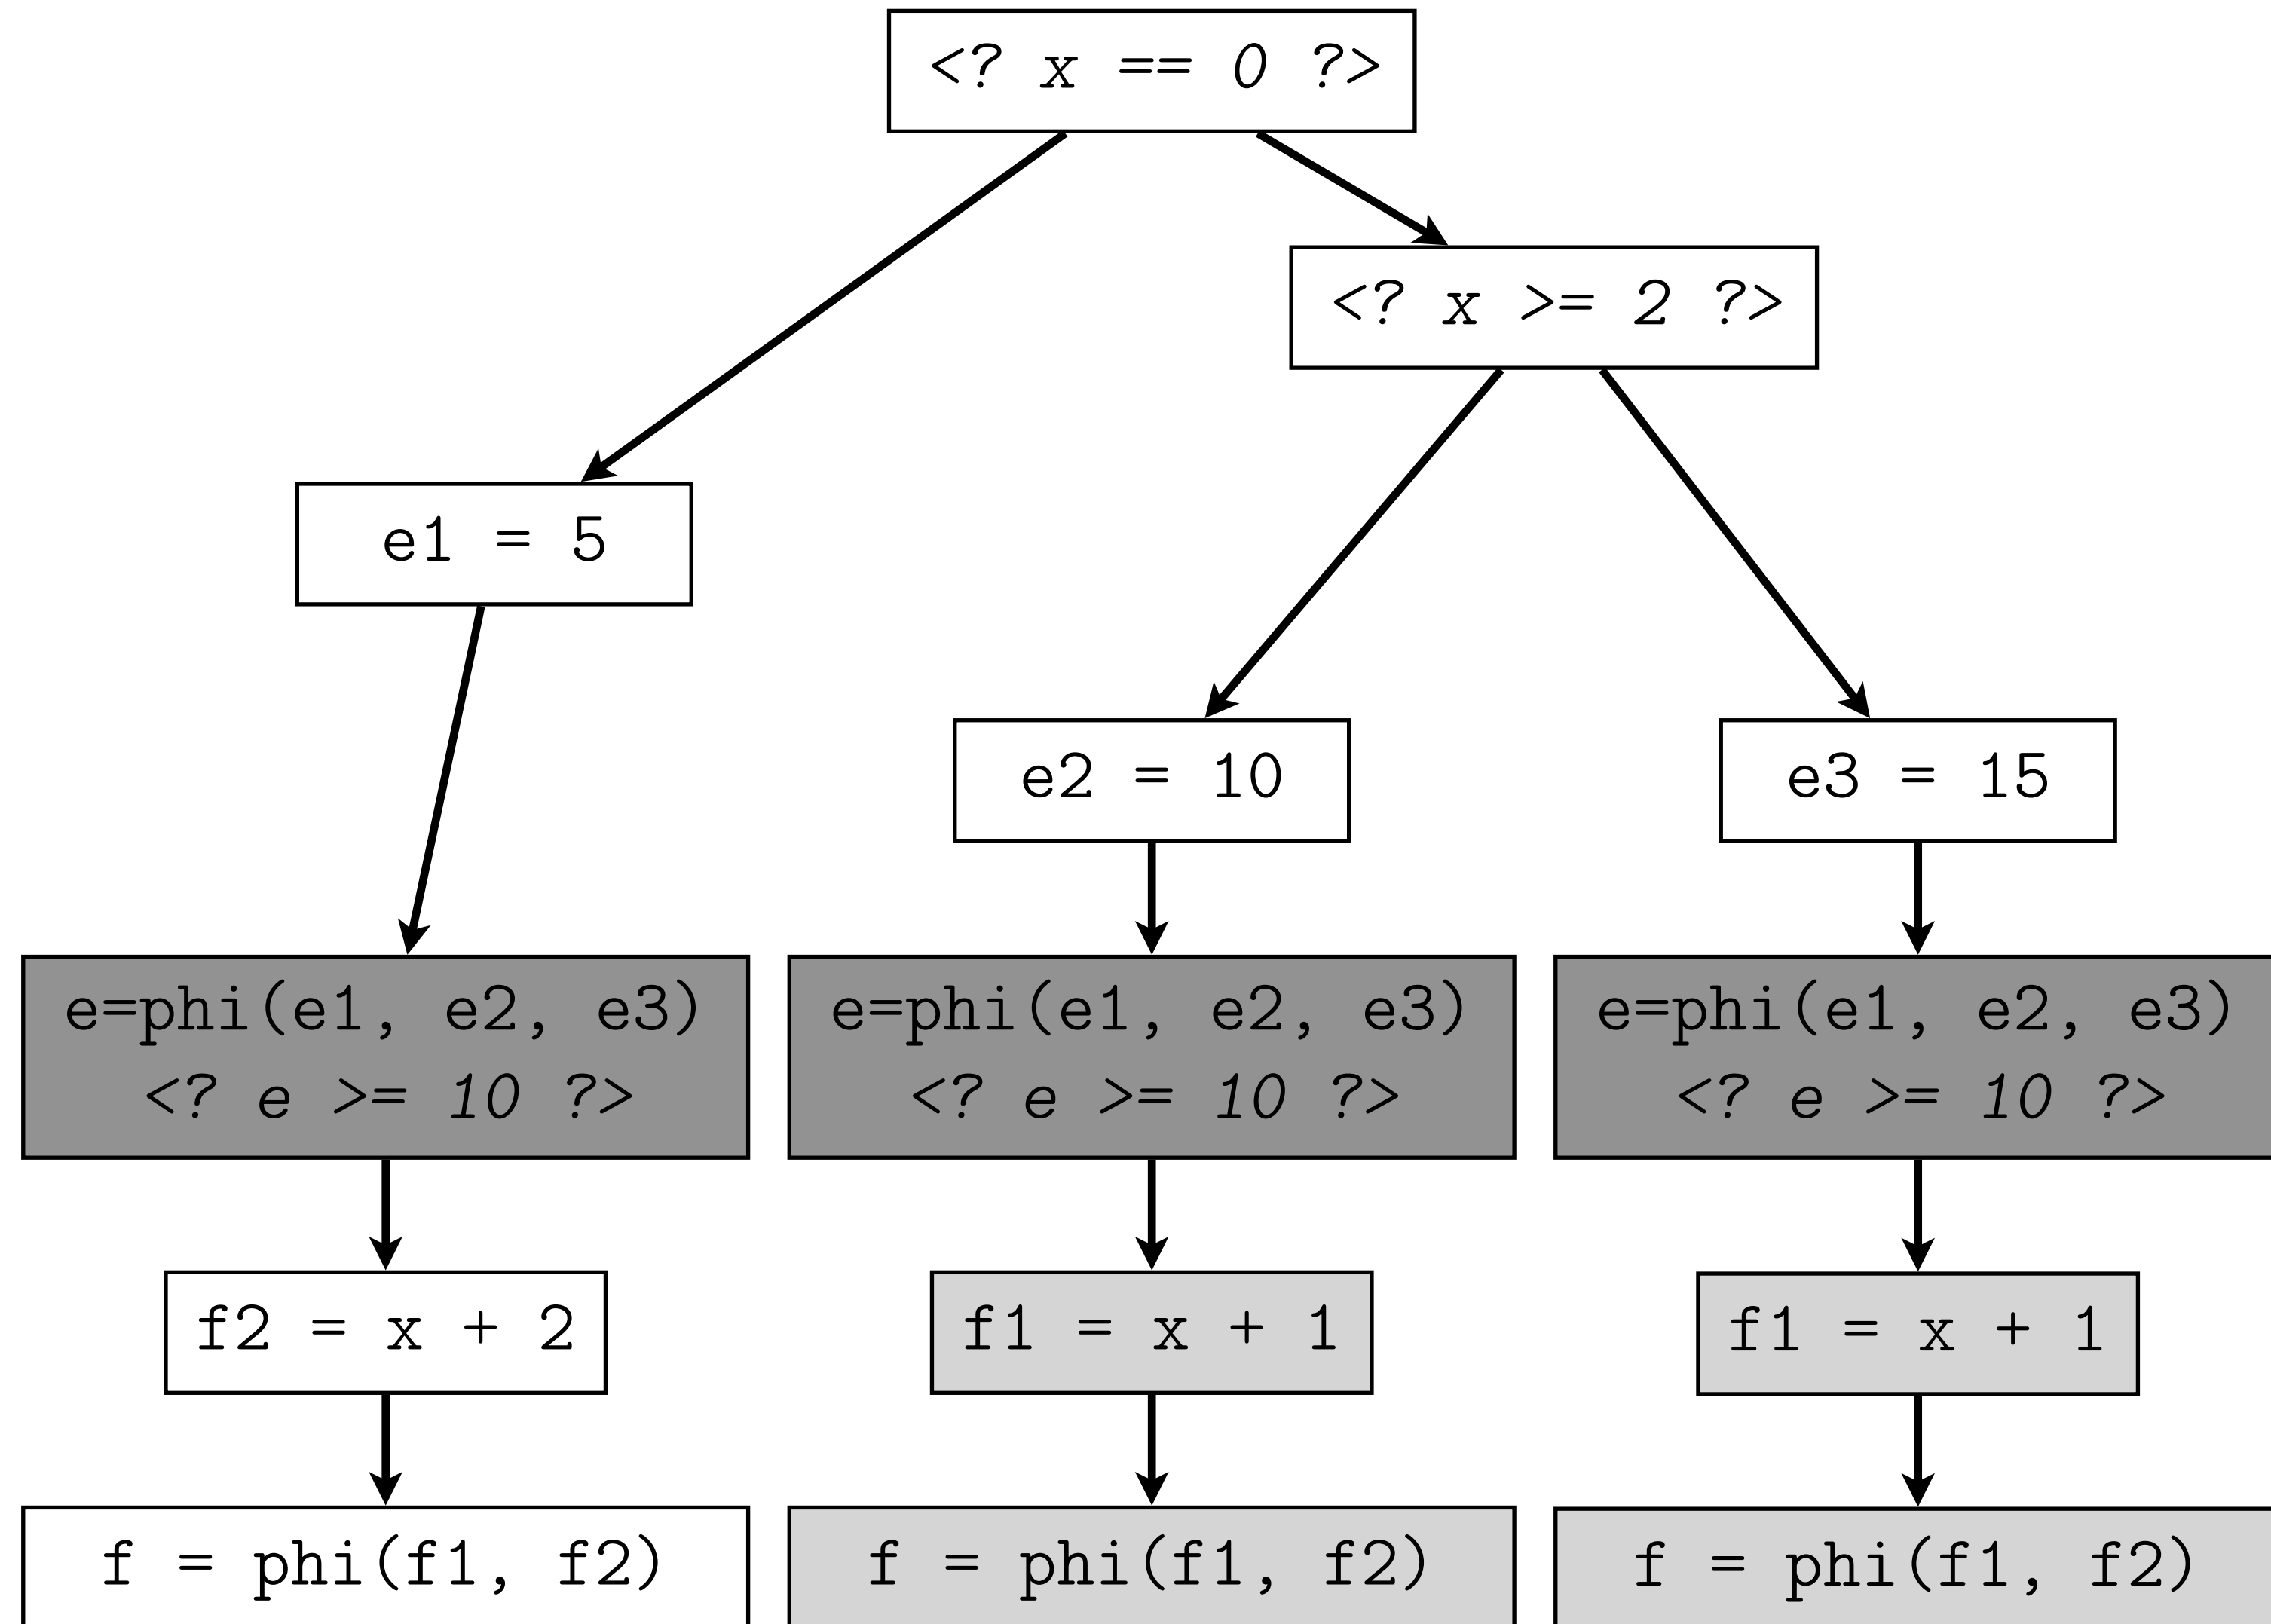 <? x == 0 ?>
<? x >= 2 ?>
e1 = 5
e2 = 10
e3 = 15
e=phi(e1, e2, e3)
<? e >= 10 ?>
e=phi(e1, e2, e3)
<? e >= 10 ?>
e=phi(e1, e2, e3)
<? e >= 10 ?>
f2 = x + 2
f1 = x + 1
f1 = x + 1
f = phi(f1, f2)
f = phi(f1, f2)
f = phi(f1, f2)